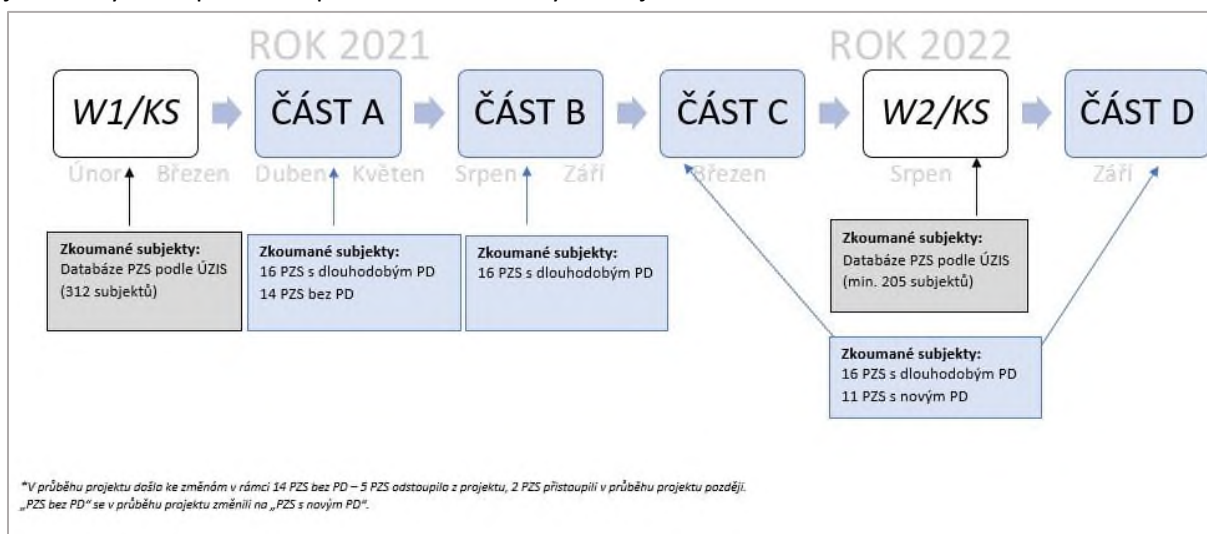 ROK 2021
ROK 2022
W1/KS
ČÁST A
ČÁST B
ČÁST C
W2/KS
ČÁST D
Únor
Březen
Duben
Květen
Srpen
Září
Březen
Srpen
Září
Zkoumané subjekty:
Databáze PZS podle ÚZIS
(312 subjektů)
Zkoumané subjekty:
16 PZS s dlouhodobým PD
14 PZS bez PD
Zkoumané subjekty:
16 PZS s dlouhodobým PD
Zkoumané subjekty:
Databáze PZS podle ÚZIS
(min. 205 subjektů)
Zkoumané subjekty:
16 PZS s dlouhodobým PD
11 PZS s novým PD
*V průběhu projektu došlo ke změnám v rámci 14 PZS bez PD – 5 PZS odstoupilo z projektu, 2 PZS přistoupili v průběhu projektu později.
„PZS bez PD“ se v průběhu projektu změnili na „PZS s novým PD“.